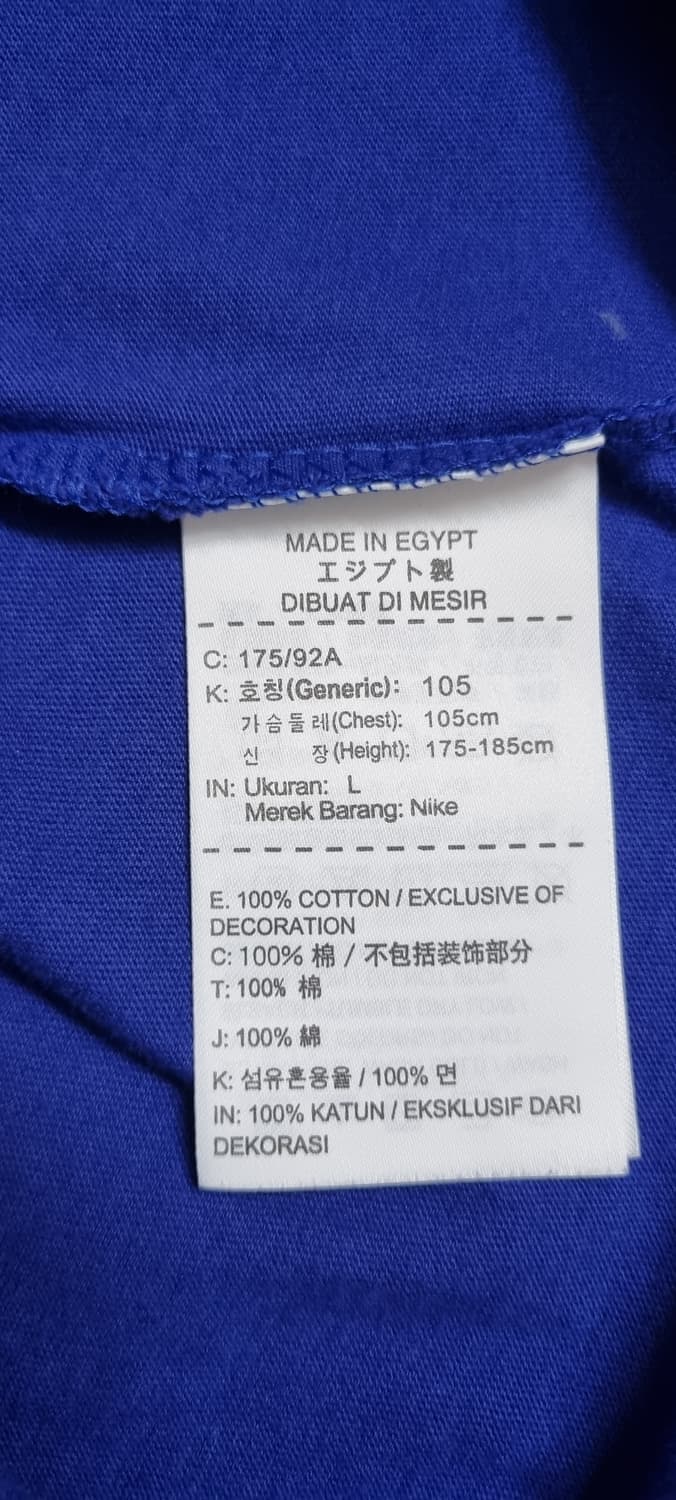 MADE IN EGYPT
エジプト製
DIBUAT DI MESIR
C: 175/92A
K: 호칭(Generic): 105
가슴둘레(Chest): 105cm
신 장(Height): 175-185cm
IN: Ukuran: L
Merek Barang: Nike
E. 100% COTTON / EXCLUSIVE OF
DECORATION
C: 100% 棉 / 不包括装饰部分
T: 100% 棉
J: 100% 綿
K: 섬유혼용율 / 100% 면
IN: 100% KATUN / EKSKLUSIF DARI
DEKORASI